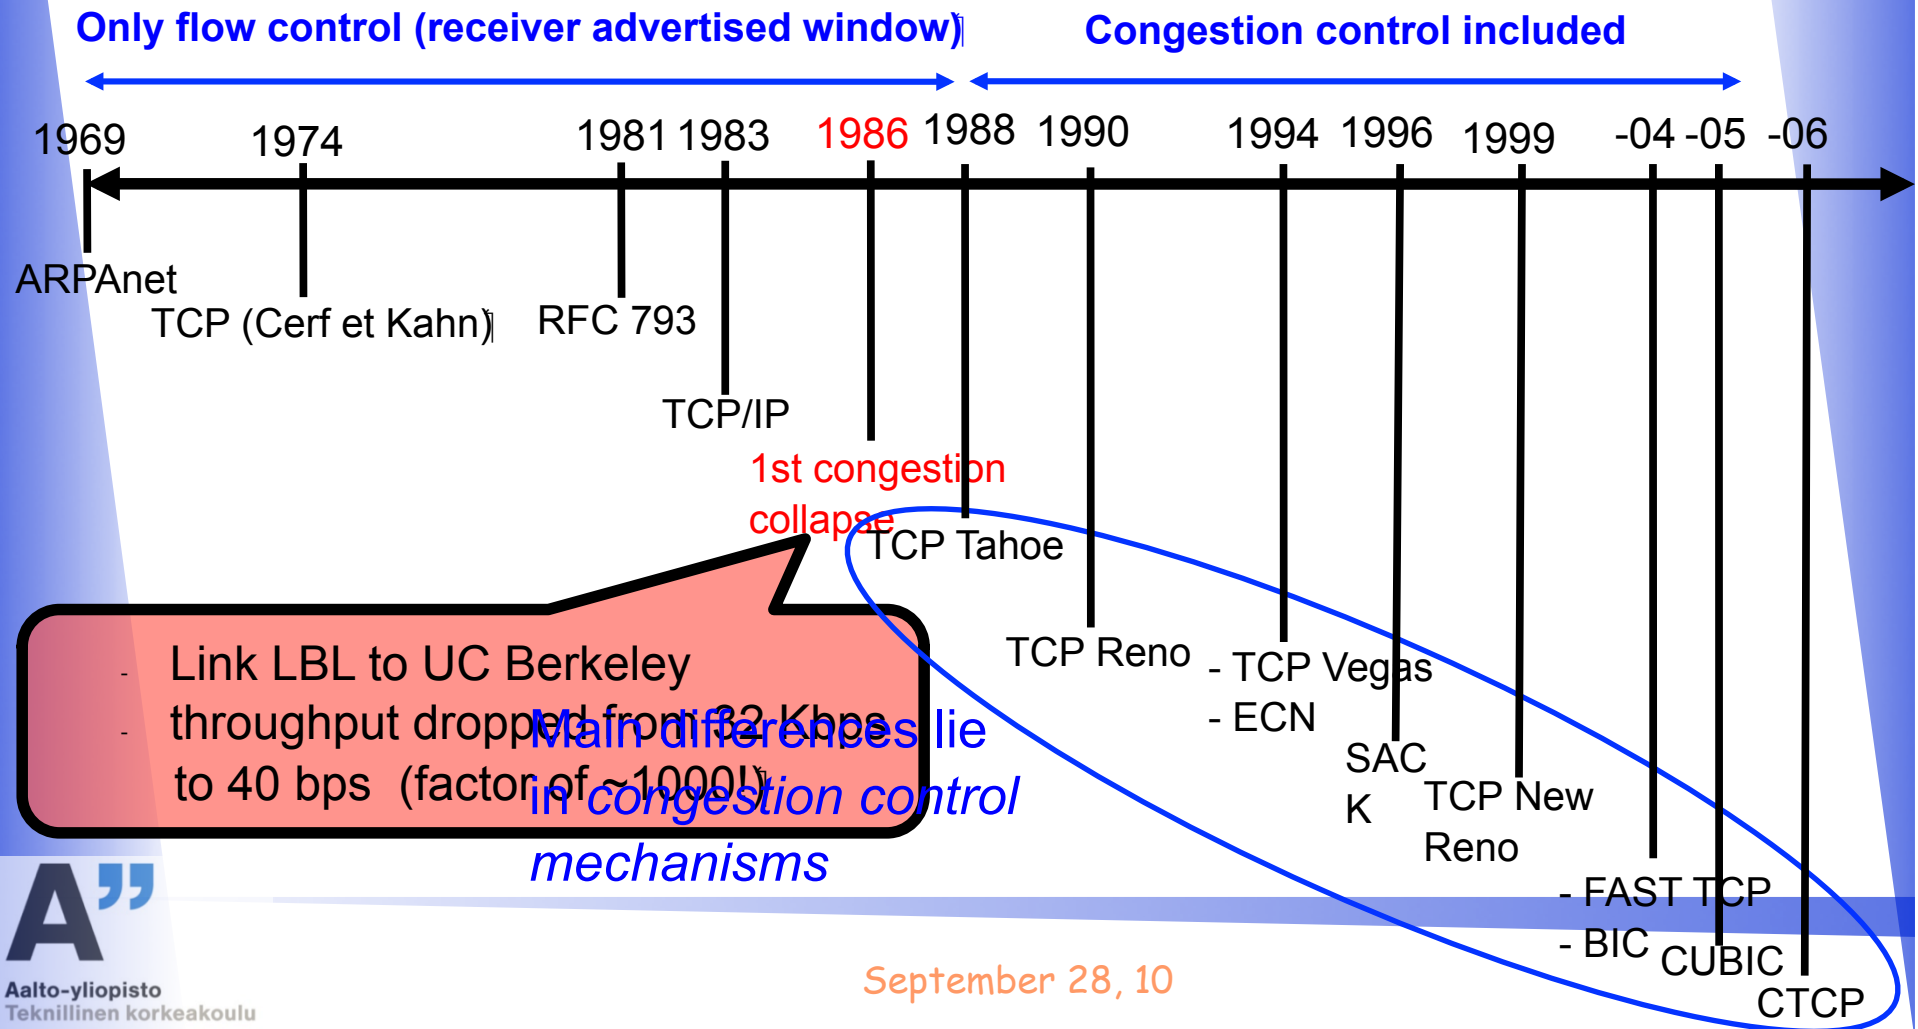 Only flow control (receiver advertised window)
Congestion control included
1969
1974
1981
1983
1986
1988
1990
1994
1996
1999
-04
-05
-06
ARPAnet
TCP (Cerf et Kahn)
RFC 793
TCP/IP
1st congestion
collapse
TCP Tahoe
TCP Reno
- TCP Vegas
- ECN
SAC
K
TCP New
Reno
- FAST TCP
- BIC
CUBIC
CTCP
- Link LBL to UC Berkeley
- throughput dropped from 32 Kbps
to 40 bps (factor of ~1000!)
Main differences lie
in congestion control
mechanisms
A”
Aalto-yliopisto
Teknillinen korkeakoulu
September 28, 10